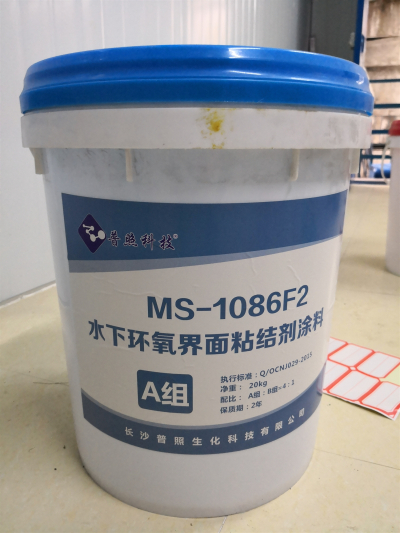 普照科技®
MS-1086F2
水下环氧界面粘结剂涂料
A组
执行标准：Q/OCNJ029-2015
净重： 20kg
配比： A组：B组=4：1
保质期：2年
长沙普照生化科技有限公司